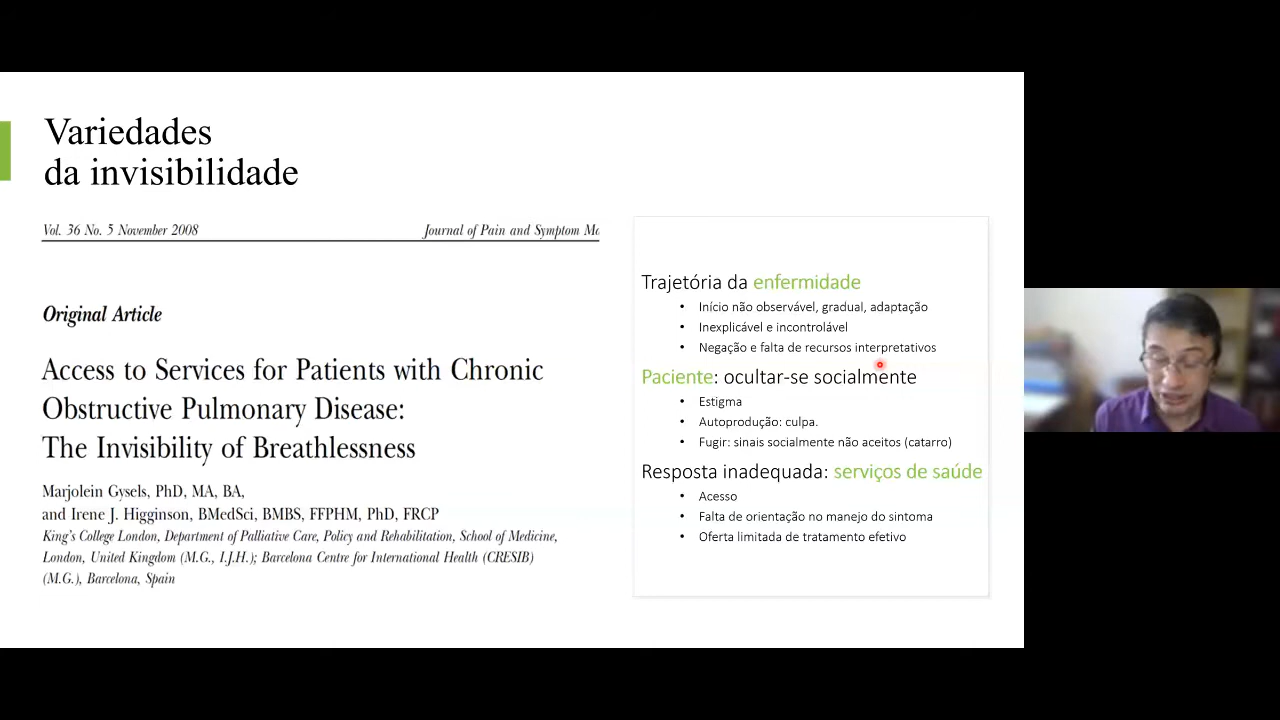 Variedades
da invisibilidade
Vol. 36 No. 5 November 2008
Journal of Pain and Symptom
Original Article
Access to Services for Patients with Chronic
Obstructive Pulmonary Disease:
The Invisibility of Breathlessness
Marjolein Gysels, PhD, MA, BA,
and Irene J. Higginson, BMedSci, BMBS, FFPHM, PhD, FRCP
King's College London, Department of Palliative Care, Policy and Rehabilitation, School of Medicine,
London, United Kingdom (M.G., I.J.H.); Barcelona Centre for International Health (CRESIB)
(M.G.), Barcelona, Spain
Trajetória da enfermidade
• Início não observável, gradual, adaptação
• Inexplicável e incontrolável
• Negação e falta de recursos interpretativos
Paciente: ocultar-se socialmente
• Estigma
• Autoprodução: culpa.
• Fugir: sinais socialmente não aceitos (catarro)
Resposta inadequada: serviços de saúde
• Acesso
• Falta de orientação no manejo do sintoma
• Oferta limitada de tratamento efetivo